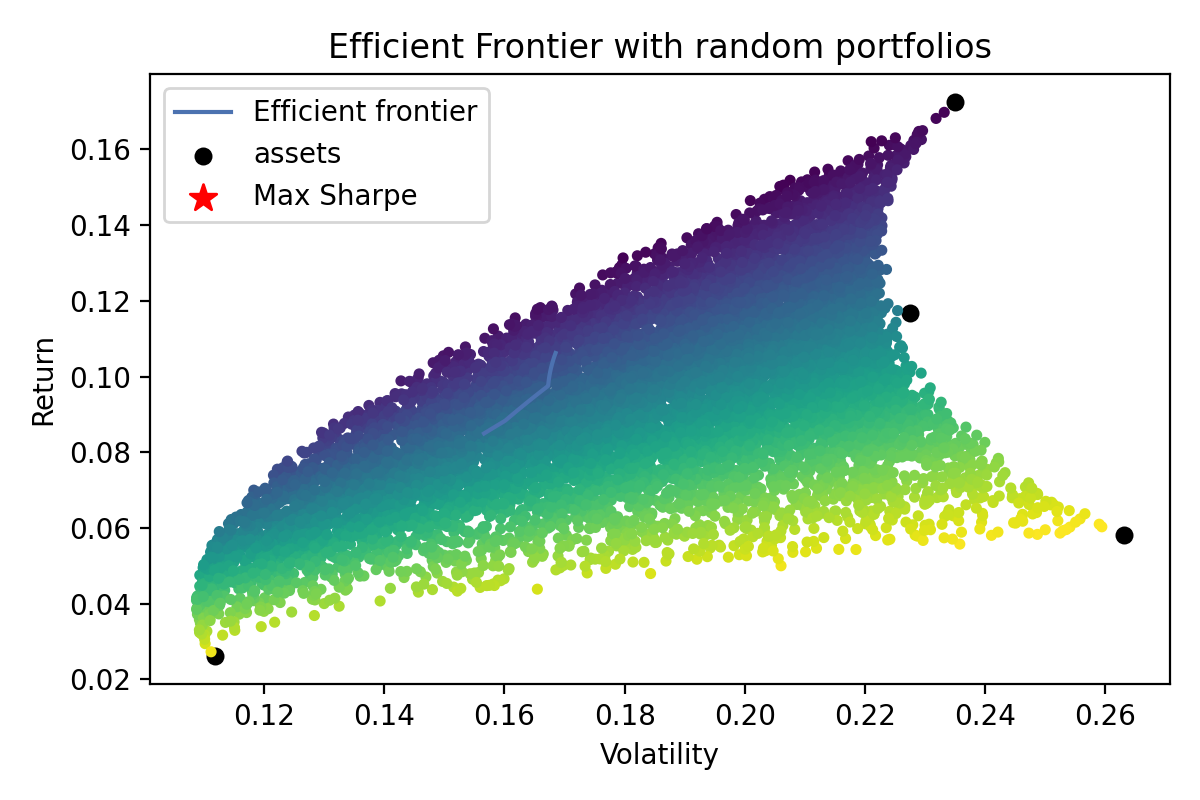 Efficient Frontier with random portfolios
Efficient frontier
assets
Max Sharpe
Return
0.16
0.14
0.12
0.10
0.08
0.06
0.04
0.02
0.12 0.14 0.16 0.18 0.20 0.22 0.24 0.26
Volatility